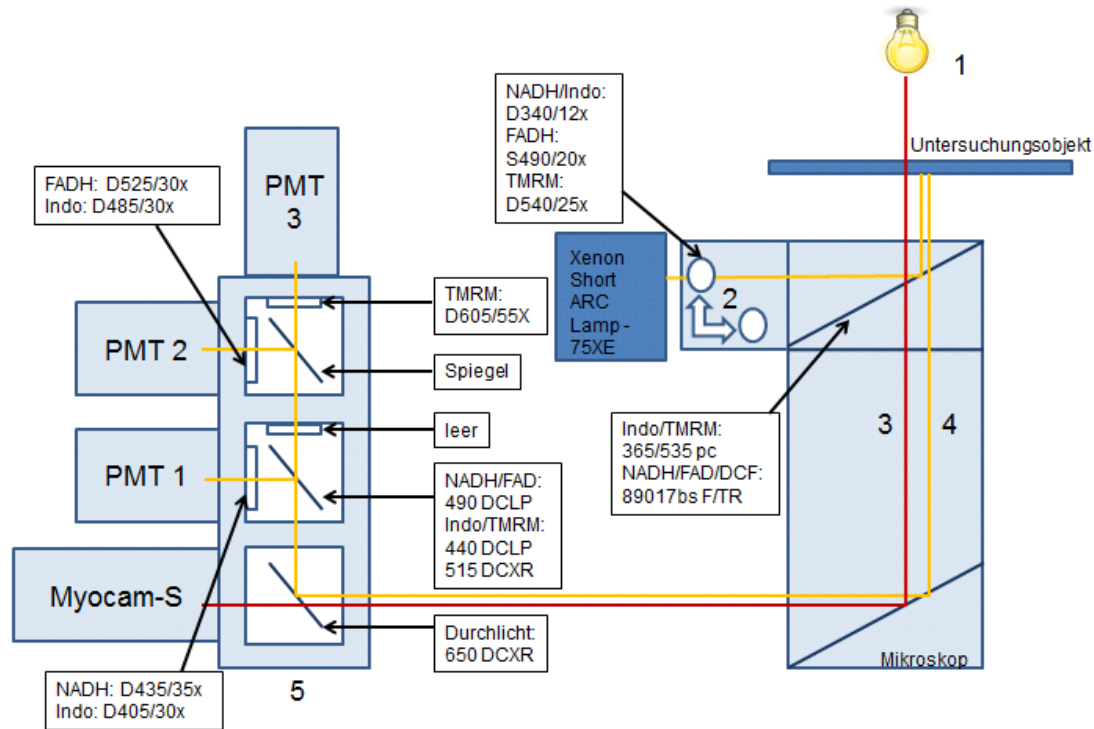 1
NADH/Indo:
D340/12x
FADH:
S490/20x
TMRM:
D540/25x
Untersuchungsobjekt
FADH: D525/30x
Indo: D485/30x
PMT
3
Xenon
Short
ARC
Lamp-
75XE
2
TMRM:
D605/55X
PMT 2
Spiegel
leer
Indo/TMRM:
365/535 pc
NADH/FAD/DCF:
89017bs F/TR
3
4
PMT 1
NADH/FAD:
490 DCLP
Indo/TMRM:
440 DCLP
515 DCXR
Myocam-S
Durchlicht:
650 DCXR
Mikroskop
NADH: D435/35x
Indo: D405/30x
5